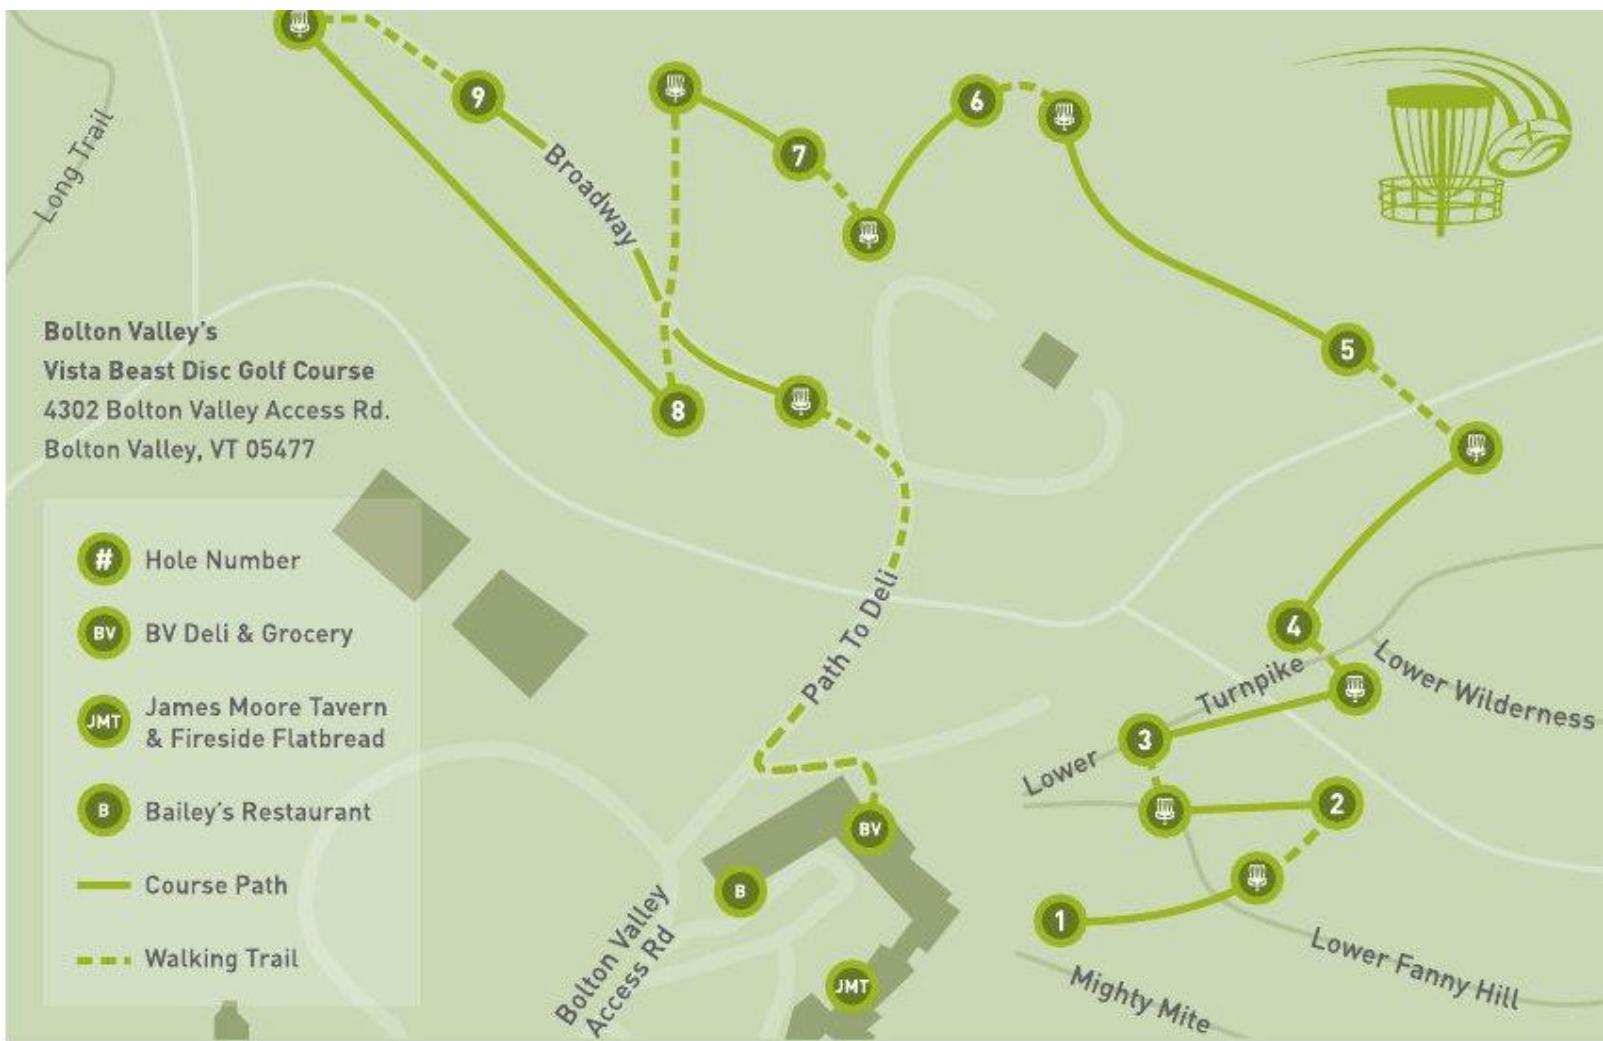 9
6
7
5
8
4
3
2
1
Long Trail
Broadway
Bolton Valley's
Vista Beast Disc Golf Course
4302 Bolton Valley Access Rd.
Bolton Valley, VT 05477
# Hole Number
BV BV Deli & Grocery
JMT James Moore Tavern
& Fireside Flatbread
B Bailey's Restaurant
Course Path
Walking Trail
Path To Deli
BV
B
JMT
Bolton Valley
Access Rd
Lower Turnpike
Lower Wilderness
Lower Fanny Hill
Mighty Mite